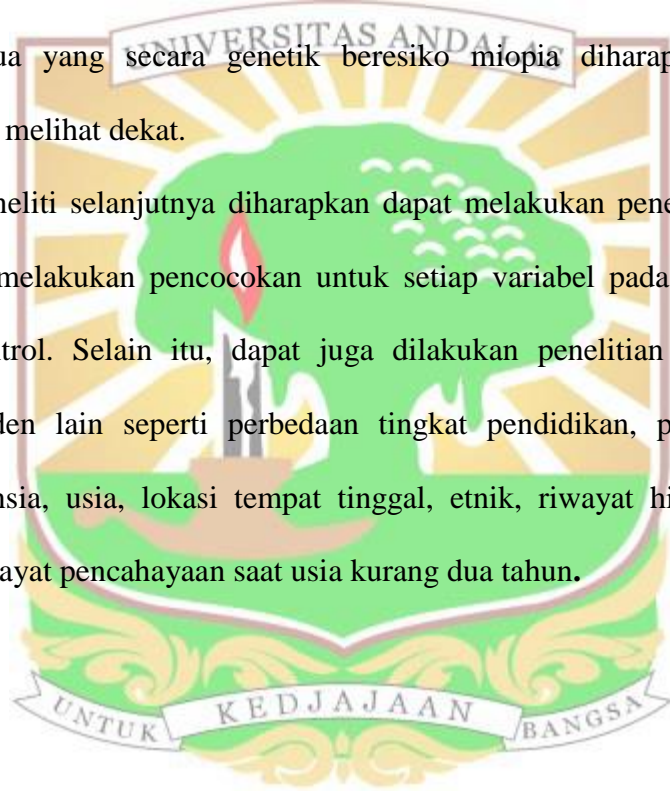 UNIVERSITAS ANDALAS
ua yang secara genetik beresiko miopia diharap
melihat dekat.
neliti selanjutnya diharapkan dapat melakukan pene
melakukan pencocokan untuk setiap variabel pada
ntrol. Selain itu, dapat juga dilakukan penelitian
den lain seperti perbedaan tingkat pendidikan, p
nsia, usia, lokasi tempat tinggal, etnik, riwayat hi
ayat pencahayaan saat usia kurang dua tahun.
UNTUK KEDJAJAAN BANGSA